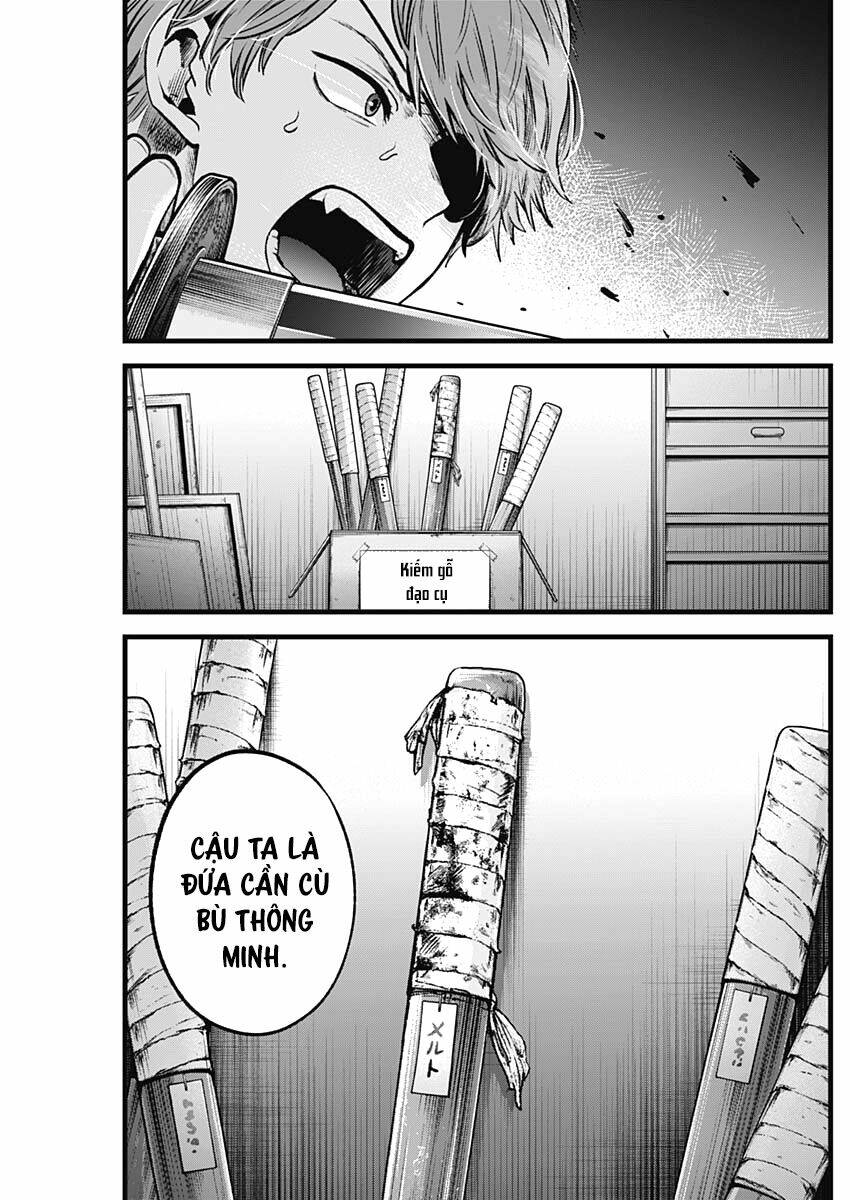 Kiếm gỗ
đạo cụ
CẬU TA LÀ
ĐỨA CẦN CÙ
BÙ THÔNG
MINH.
メルト